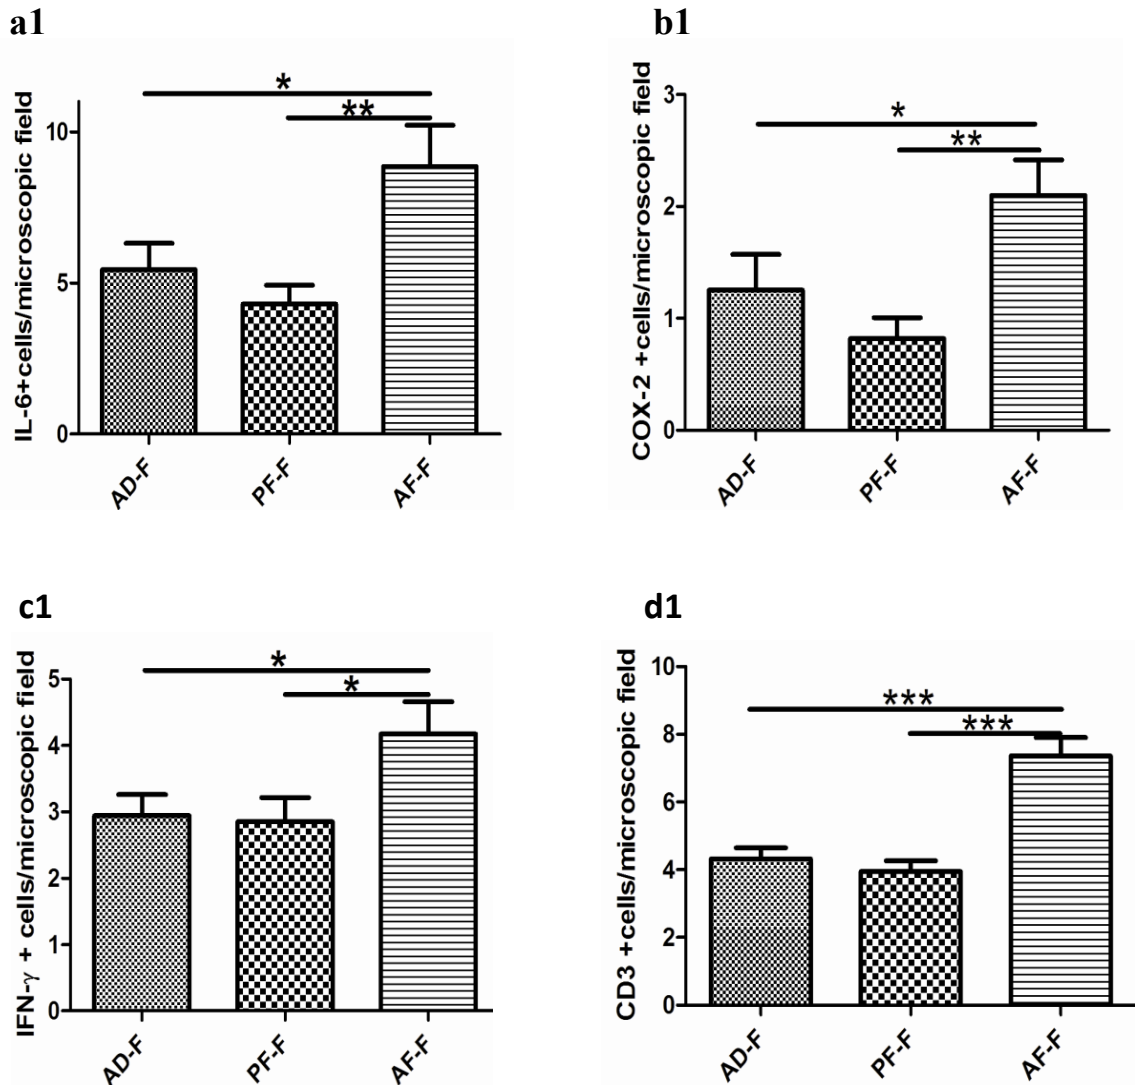 a1
IL-6+cells/microscopic field
10
5
0
*
**
AD-F
PF-F
AF-F
b1
COX-2 +cells/microscopic field
3
2
1
0
*
**
AD-F
PF-F
AF-F
c1
IFN-γ + cells/microscopic field
5
4
3
2
1
0
*
*
AD-F
PF-F
AF-F
d1
CD3 +cells/microscopic field
10
8
6
4
2
0
***
***
AD-F
PF-F
AF-F